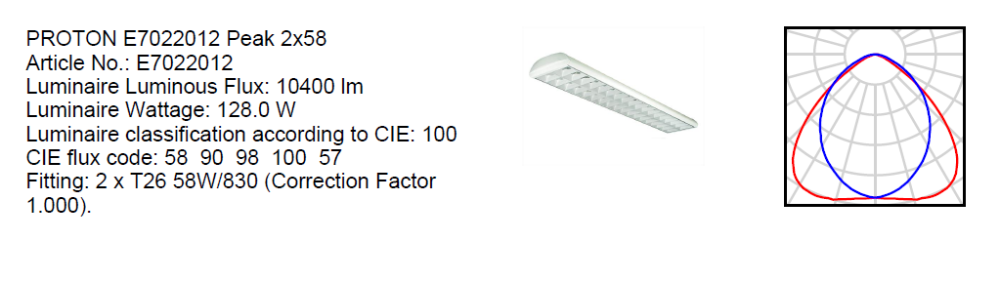 PROTON E7022012 Peak 2x58
Article No.: E7022012
Luminaire Luminous Flux: 10400 lm
Luminaire Wattage: 128.0 W
Luminaire classification according to CIE: 100
CIE flux code: 58  90  98  100  57
Fitting: 2 x T26 58W/830 (Correction Factor
1.000).